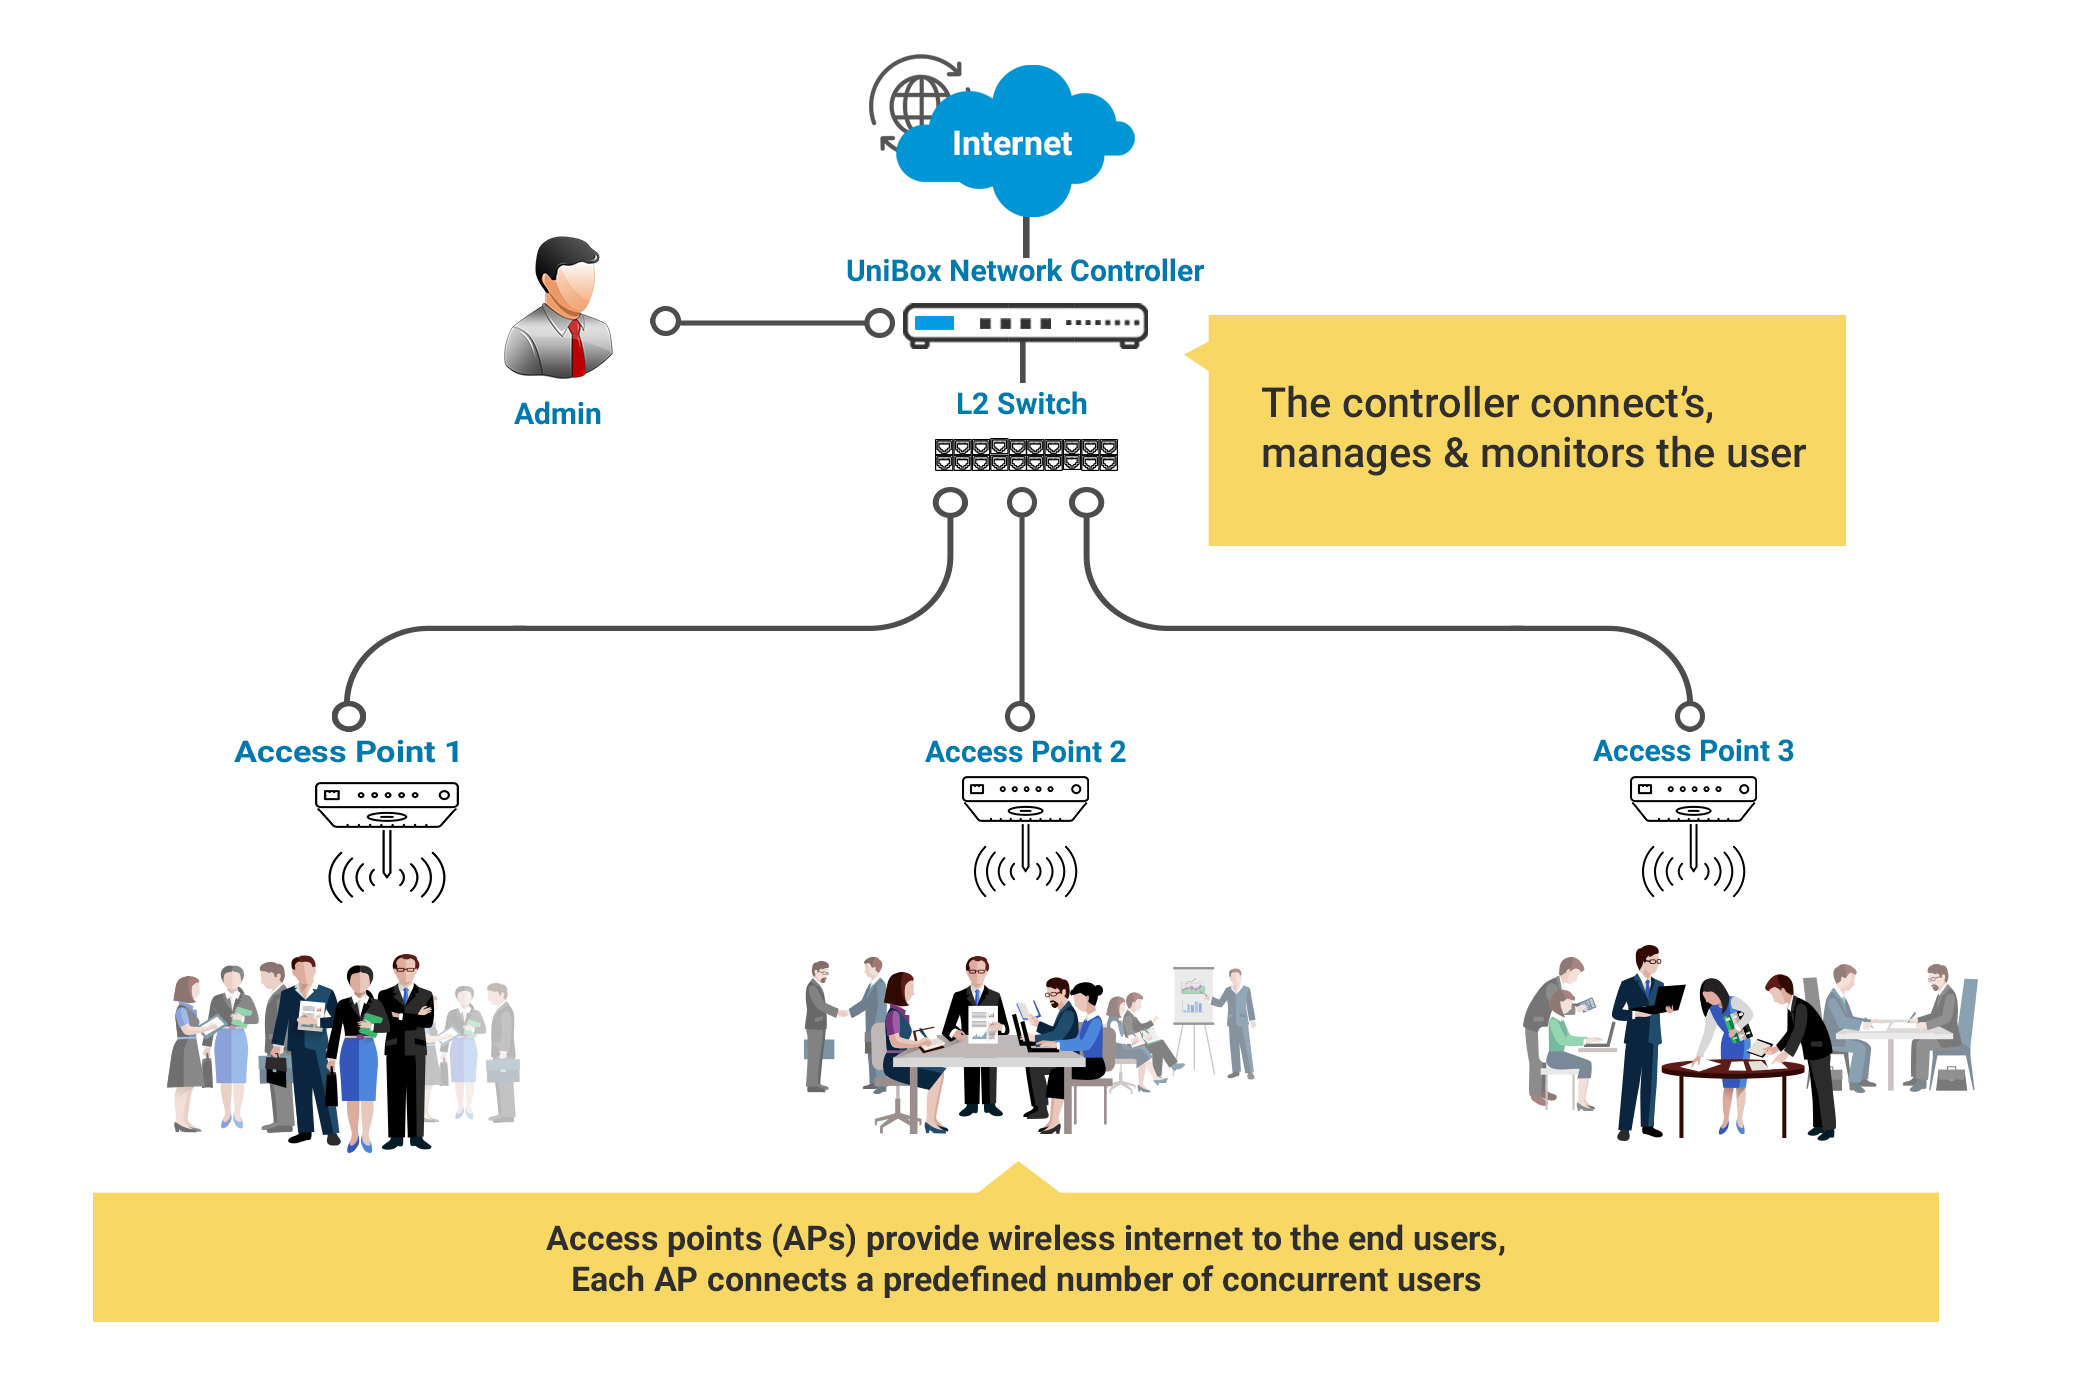 Internet
UniBox Network Controller
Admin
L2 Switch
The controller connect’s,
manages & monitors the user
Access Point 1
Access Point 2
Access Point 3
Access points (APs) provide wireless internet to the end users,
Each AP connects a predefined number of concurrent users